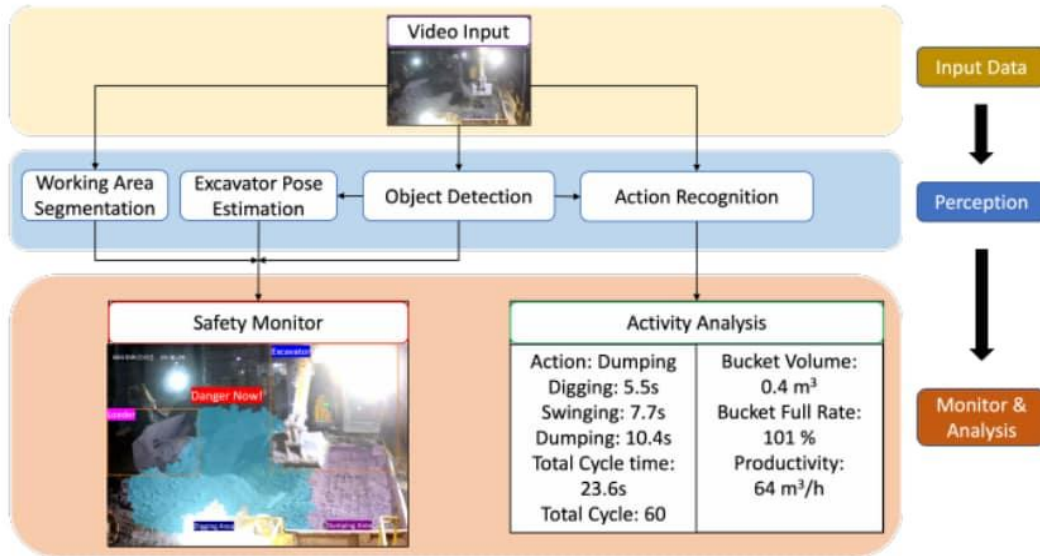 Video Input
Input Data
Working Area
Segmentation
Excavator Pose
Estimation
Object Detection
Action Recognition
Perception
Safety Monitor
Excavator
Danger Now!
Loader
Digging Area
Dumping Area
Activity Analysis
Action: Dumping
Digging: 5.5s
Swinging: 7.7s
Dumping: 10.4s
Total Cycle time:
23.6s
Total Cycle: 60
Bucket Volume:
0.4 m³
Bucket Full Rate:
101 %
Productivity:
64 m³/h
Monitor &
Analysis